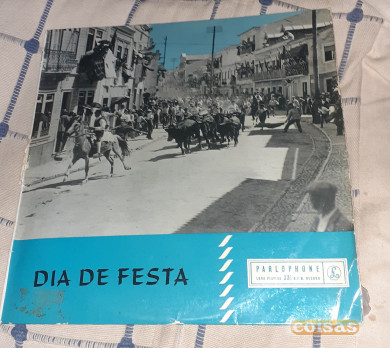 DIA DE FESTA
PARLOPHONE
33⅓ R.P.M. RECORD
coisas